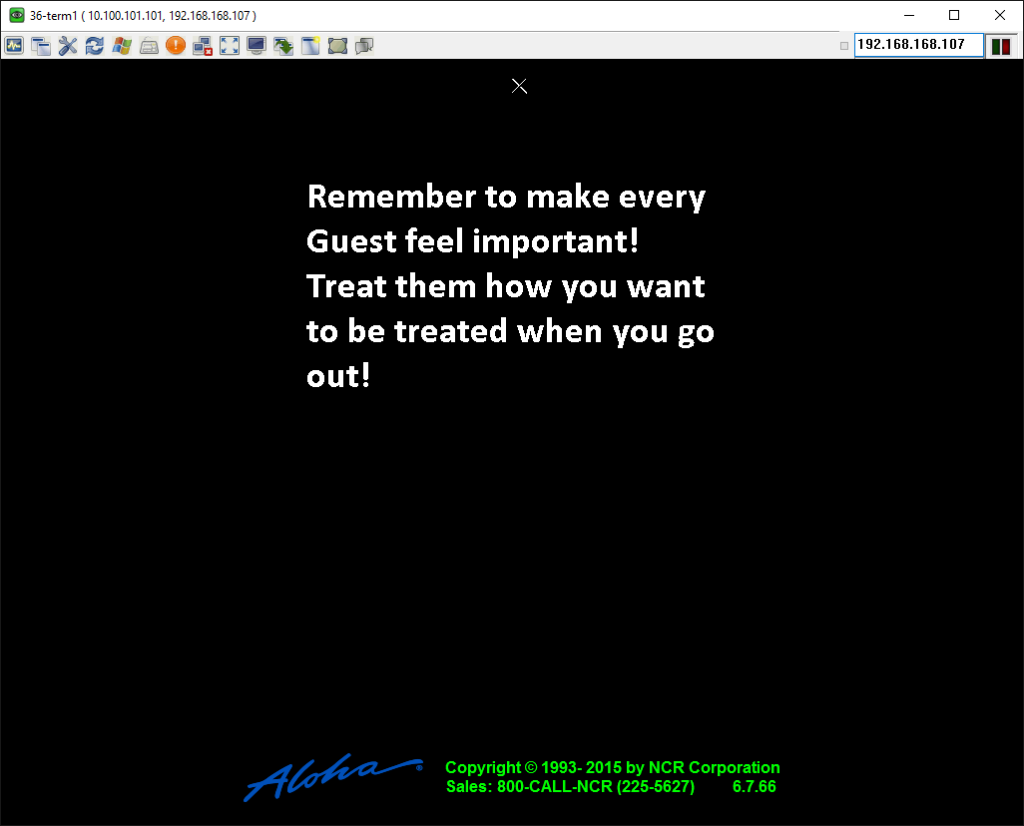 36-term1 ( 10.100.101.101, 192.168.168.107 )
192.168.168.107
Remember to make every
Guest feel important!
Treat them how you want
to be treated when you go
out!
Aloha
Copyright © 1993- 2015 by NCR Corporation
Sales: 800-CALL-NCR (225-5627) 6.7.66